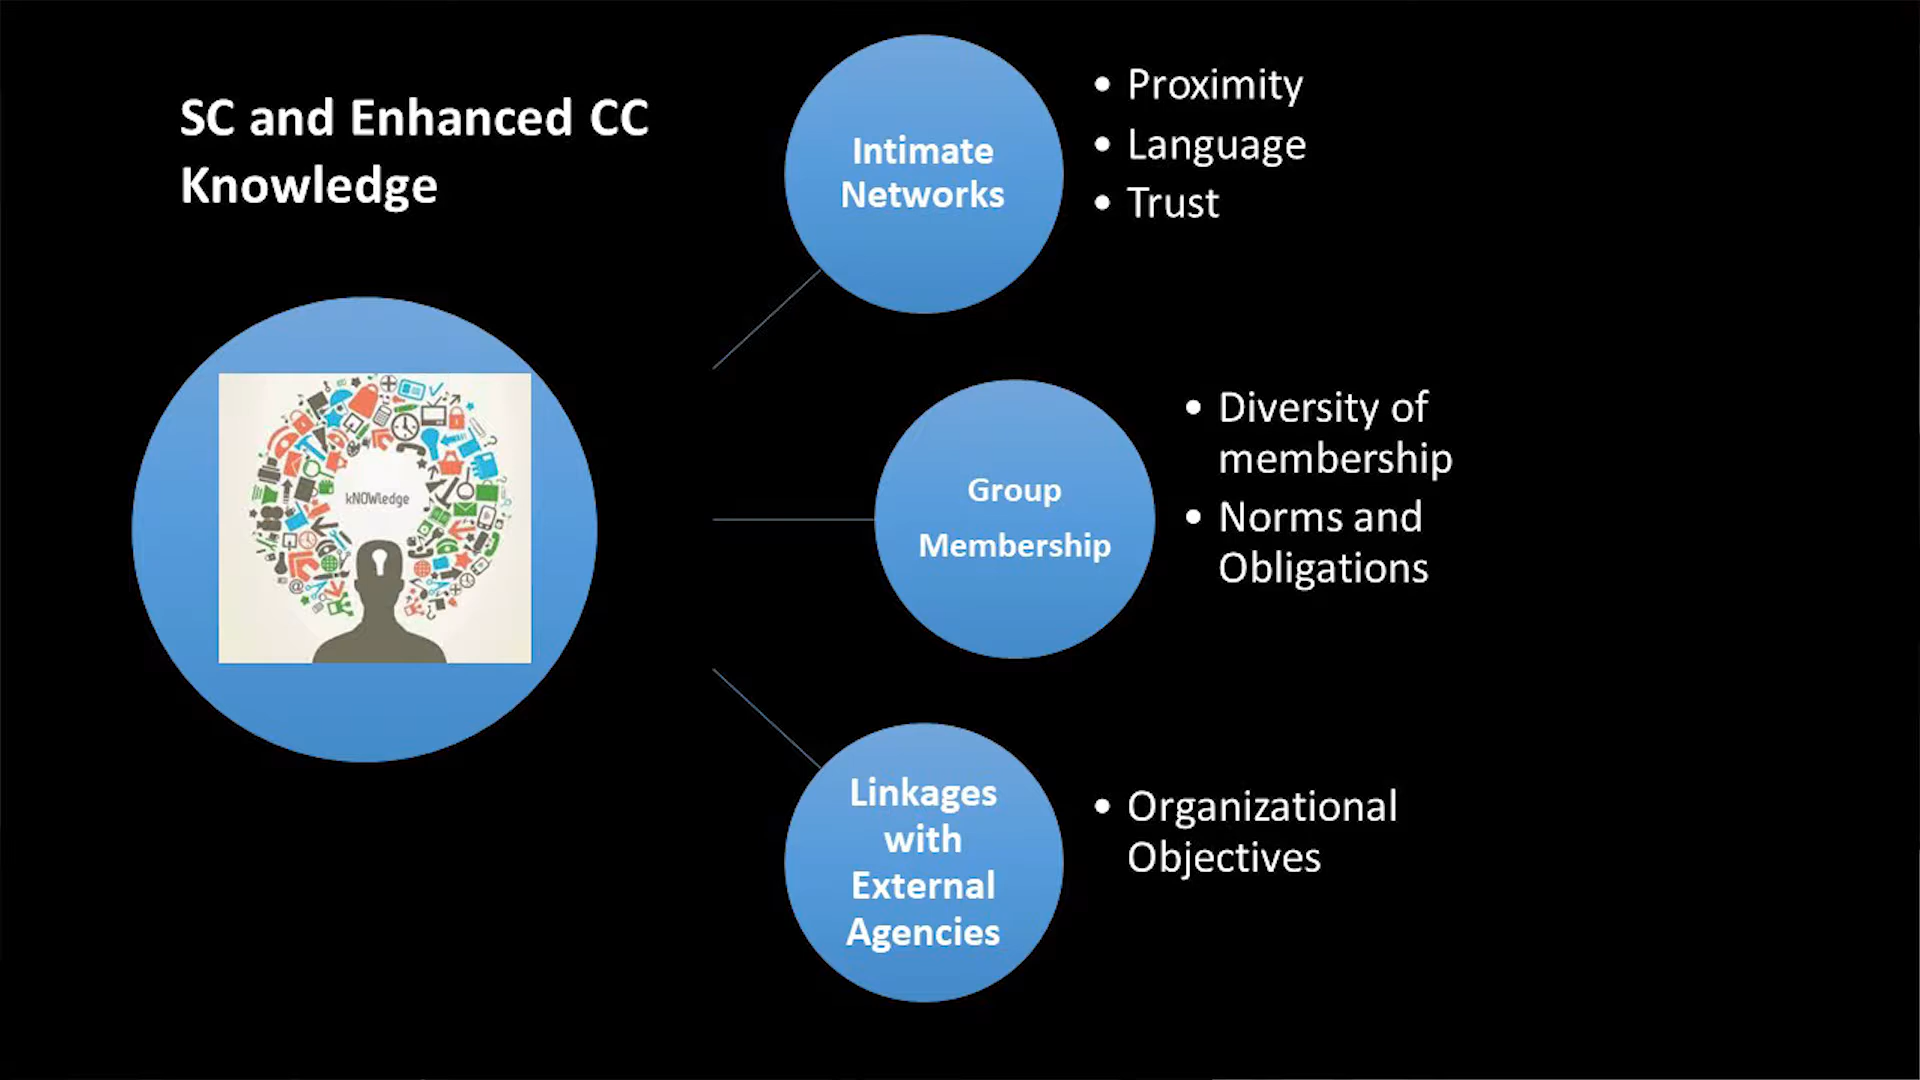 SC and Enhanced CC
Knowledge
kNOWledge
Intimate
Networks
• Proximity
• Language
• Trust
Group
Membership
• Diversity of
membership
• Norms and
Obligations
Linkages
with
External
Agencies
• Organizational
Objectives